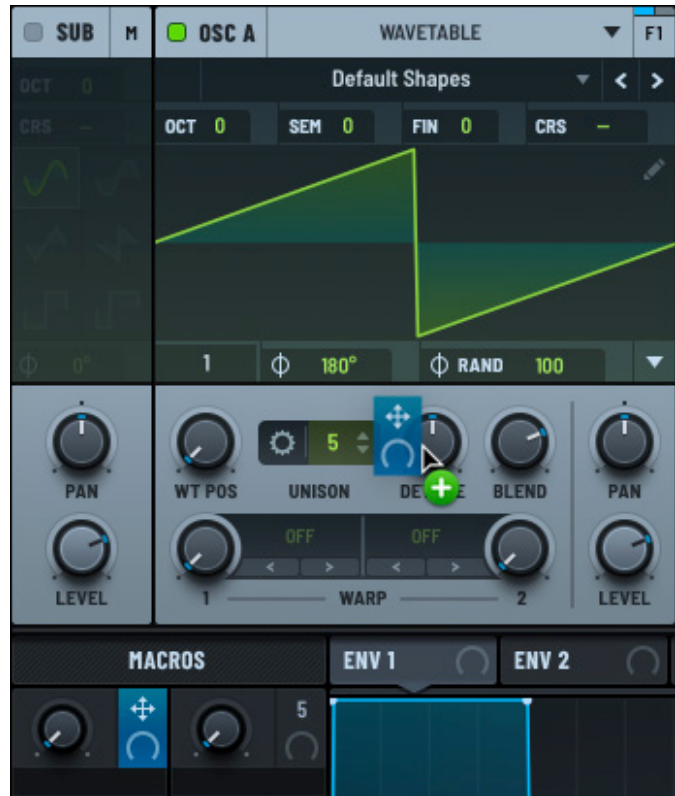 SUB M OSC A WAVETABLE F1
Default Shapes < >
OCT 0 OCT 0 SEM 0 FIN 0 CRS –
CRS –
0° 1 180° RAND 100
5
PAN WT POS UNISON BLEND PAN
OFF OFF
< > < >
LEVEL 1 WARP 2 LEVEL
MACROS ENV 1 ENV 2
5